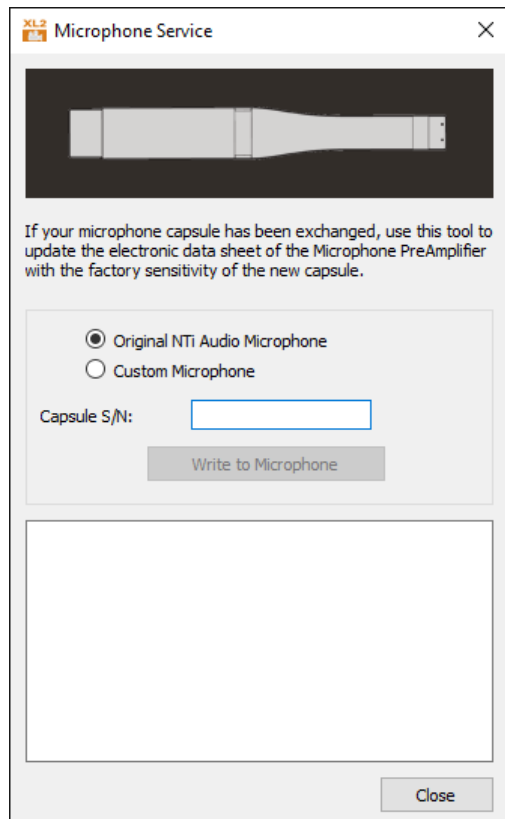 XL2
Microphone Service
If your microphone capsule has been exchanged, use this tool to
update the electronic data sheet of the Microphone PreAmplifier
with the factory sensitivity of the new capsule.
Original NTi Audio Microphone
Custom Microphone
Capsule S/N:
Write to Microphone
Close